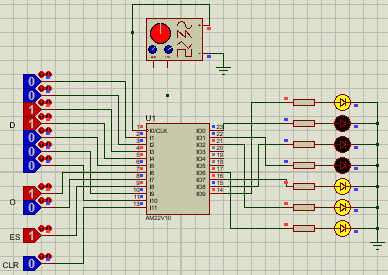 0
0
1
D 0
0
0
0
O 1
0
ES 1
CLR 0
U1
1 I0/CLK IO0 23
2 I1 IO1 22
3 I2 IO2 21
4 I3 IO3 20
5 I4 IO4 19
6 I5 IO5 18
7 I6 IO6 17
8 I7 IO7 16
9 I8 IO8 15
10 I9 IO9 14
11 I10
13 I11
AM22V10